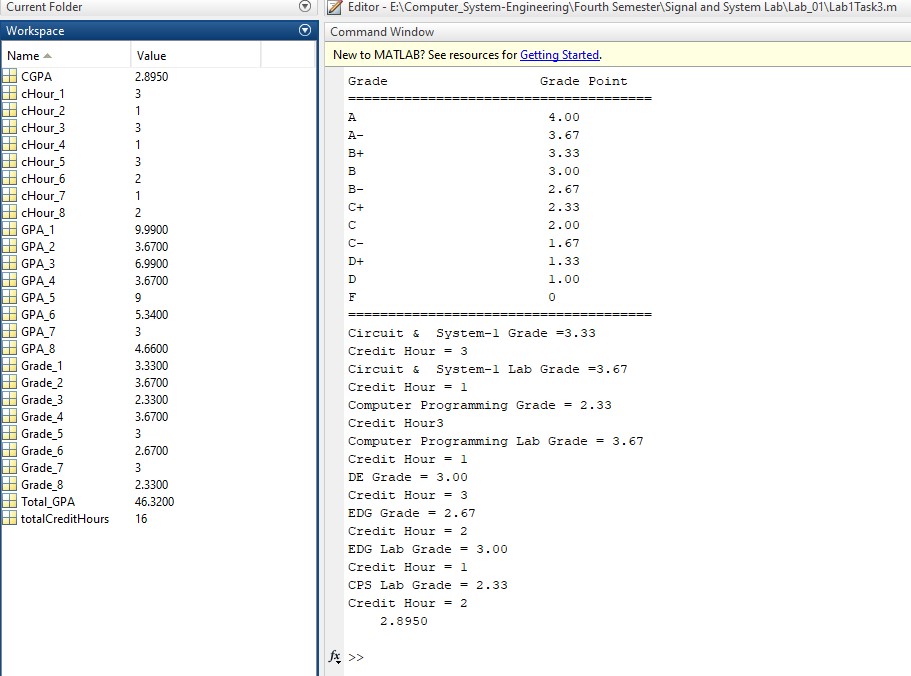 Current Folder
Workspace
Name Value
CGPA 2.8950
cHour_1 3
cHour_2 1
cHour_3 3
cHour_4 1
cHour_5 3
cHour_6 2
cHour_7 1
cHour_8 2
GPA_1 9.9900
GPA_2 3.6700
GPA_3 6.9900
GPA_4 3.6700
GPA_5 9
GPA_6 5.3400
GPA_7 3
GPA_8 4.6600
Grade_1 3.3300
Grade_2 3.6700
Grade_3 2.3300
Grade_4 3.6700
Grade_5 3
Grade_6 2.6700
Grade_7 3
Grade_8 2.3300
Total_GPA 46.3200
totalCreditHours 16
Editor - E:\Computer_System-Engineering\Fourth Semester\Signal and System Lab\Lab_01\Lab1Task3.m
Command Window
New to MATLAB? See resources for Getting Started.
Grade Grade Point
======================================
A 4.00
A- 3.67
B+ 3.33
B 3.00
B- 2.67
C+ 2.33
C 2.00
C- 1.67
D+ 1.33
D 1.00
F 0
======================================
Circuit &  System-1 Grade =3.33
Credit Hour = 3
Circuit &  System-1 Lab Grade =3.67
Credit Hour = 1
Computer Programming Grade = 2.33
Credit Hour3
Computer Programming Lab Grade = 3.67
Credit Hour = 1
DE Grade = 3.00
Credit Hour = 3
EDG Grade = 2.67
Credit Hour = 2
EDG Lab Grade = 3.00
Credit Hour = 1
CPS Lab Grade = 2.33
Credit Hour = 2
2.8950
fx >>